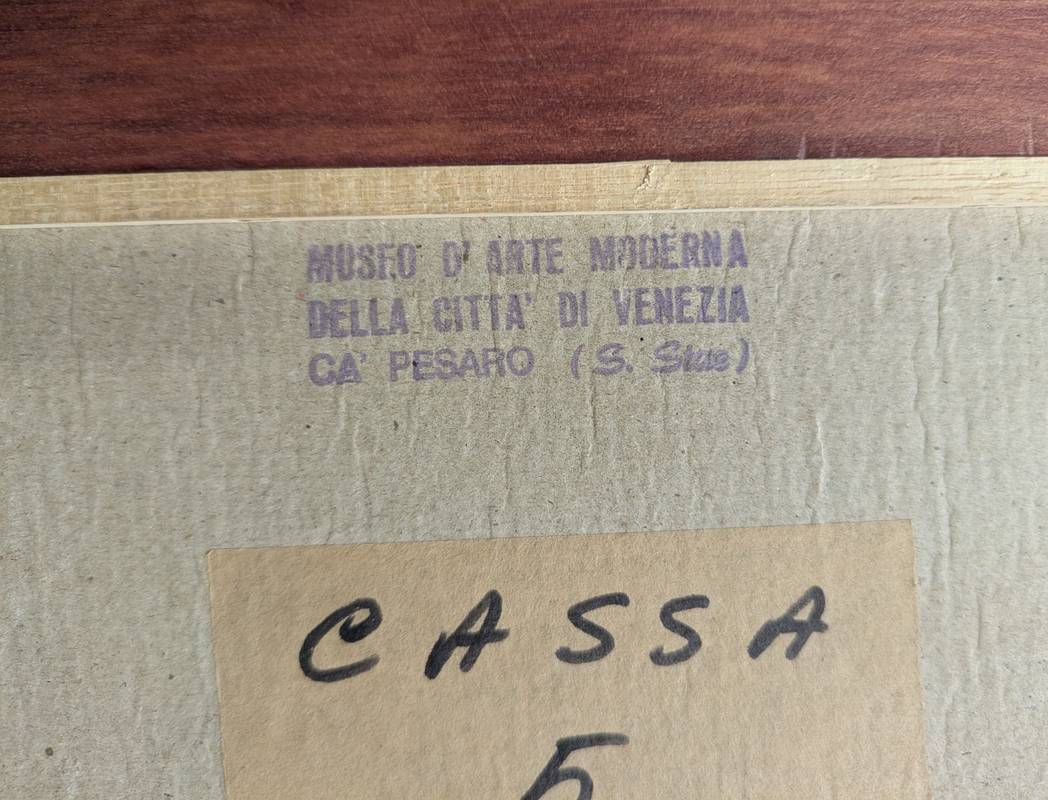 MUSEO D' ARTE MODERNA
DELLA CITTA' DI VENEZIA
CA' PESARO (S. Stae)
CASSA
5